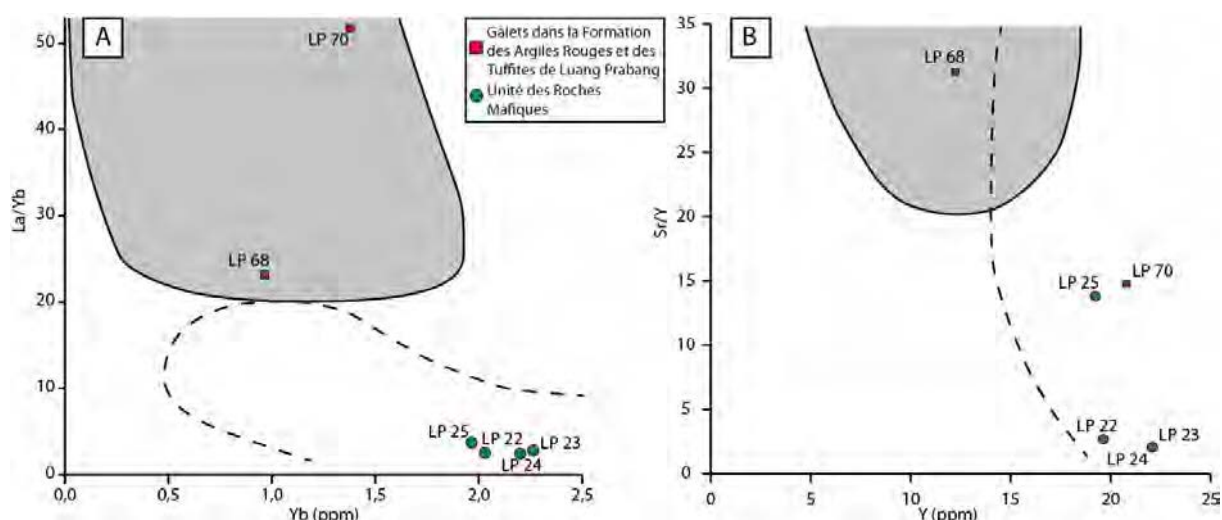 A
B
Galets dans la Formation
des Argiles Rouges et des
Tuffites de Luang Prabang
Unité des Roches
Mafiques
La/Yb
50
40
30
20
10
0
0,0
0,5
1,0
1,5
2,0
2,5
Yb (ppm)
LP 70
LP 68
LP 25
LP 22
LP 23
LP 24
Sr/Y
35
30
25
20
15
10
5
0
0
5
10
15
20
25
Y (ppm)
LP 68
LP 25
LP 70
LP 22
LP 23
LP 24